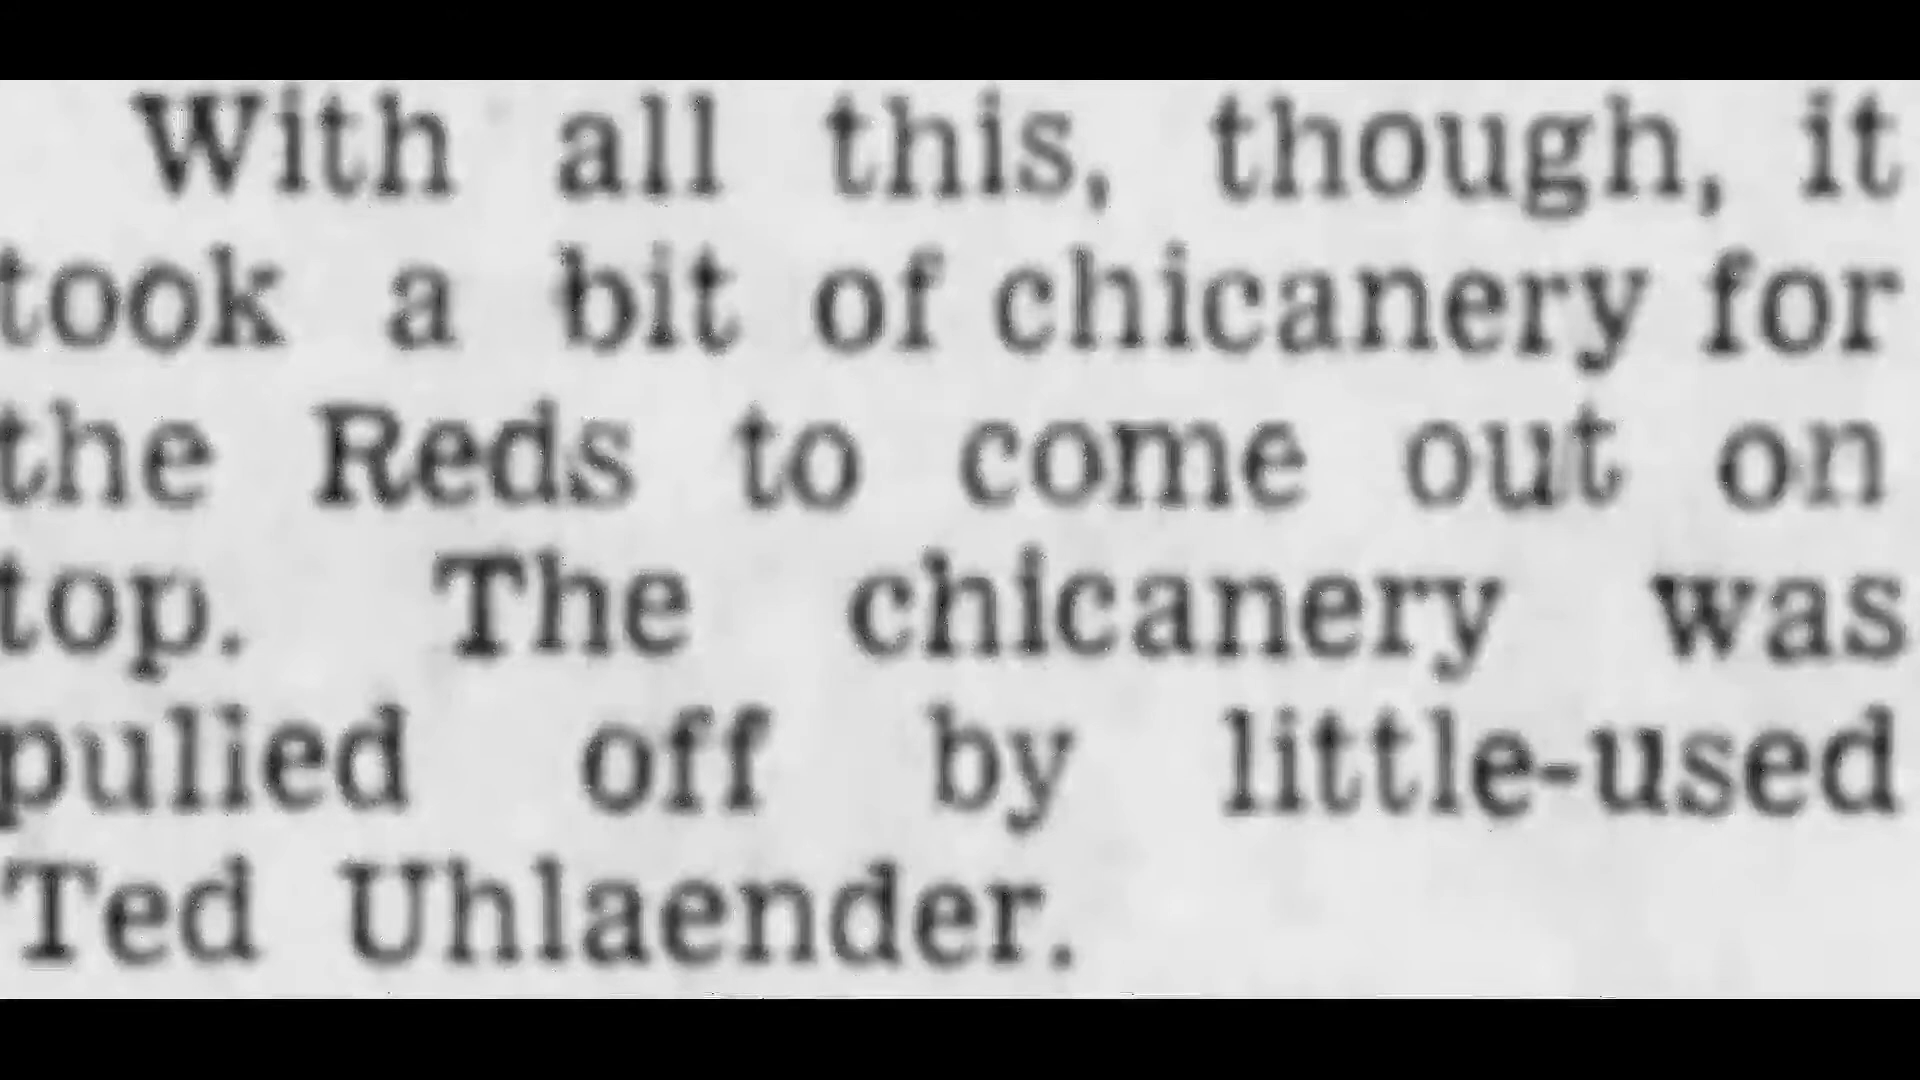 With all this, though, it
took a bit of chicanery for
the Reds to come out on
top. The chicanery was
pulled off by little-used
Ted Uhlaender.